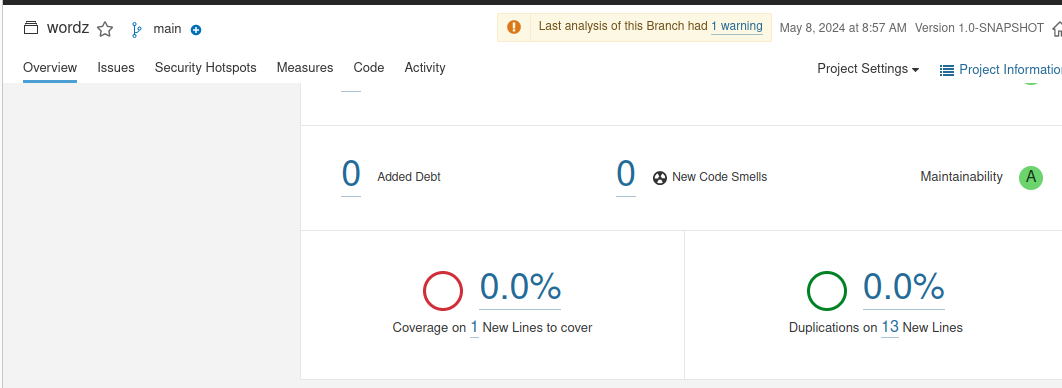 wordz main Last analysis of this Branch had 1 warning May 8, 2024 at 8:57 AM Version 1.0-SNAPSHOT
Overview Issues Security Hotspots Measures Code Activity Project Settings Project Informatio
0 Added Debt 0 New Code Smells Maintainability A
0.0% 0.0%
Coverage on 1 New Lines to cover Duplications on 13 New Lines